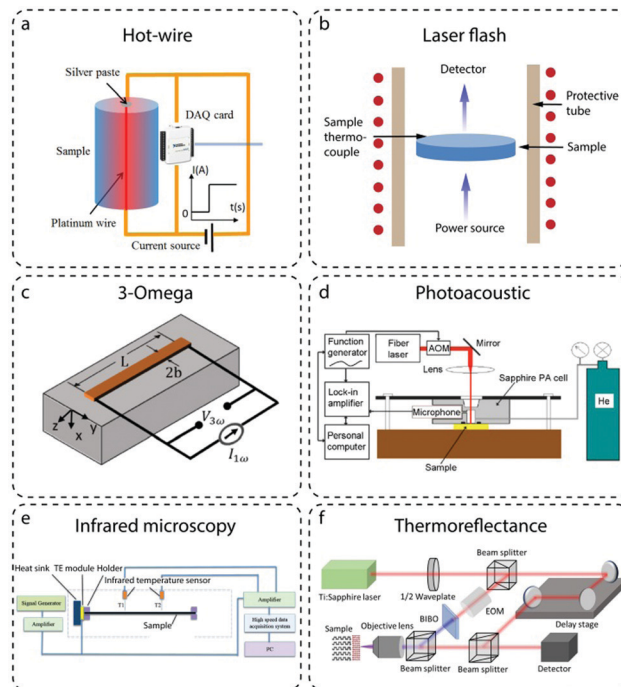 a
Hot-wire
Silver paste
DAQ card
Sample
I(A)
0
t(s)
Platinum wire
Current source
b
Laser flash
Detector
Protective
tube
Sample
thermo-
couple
Sample
Power source
c
3-Omega
L
2b
z
x
y
V3ω
I1ω
d
Photoacoustic
Function
generator
Fiber
laser
AOM
Mirror
Lens
Sapphire PA cell
Lock-in
amplifier
Microphone
He
Personal
computer
Sample
e
Infrared microscopy
Heat sink
TE module
Holder
Infrared temperature sensor
T1
T2
Signal Generator
Amplifier
Sample
Amplifier
High speed data
acquisition system
PC
f
Thermoreflectance
Beam splitter
Ti:Sapphire laser
1/2 Waveplate
EOM
BIBO
Delay stage
Objective lens
Sample
Beam splitter
Beam splitter
Detector